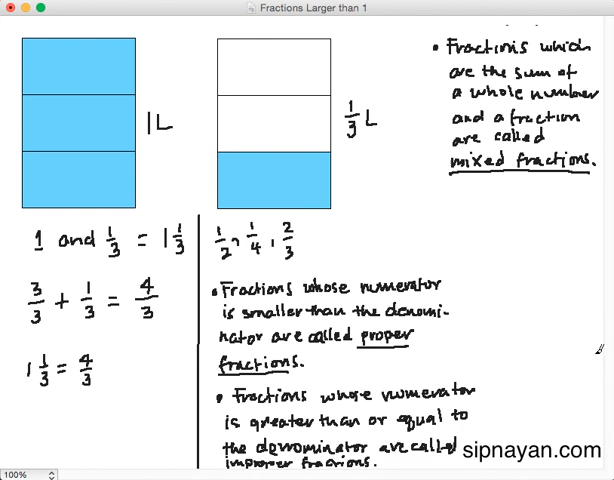 Fractions Larger than 1
1L
1/3 L
• Fractions which
are the sum of
a whole number
and a fraction
are called
mixed fractions.
1 and 1/3 = 1 1/3
3/3 + 1/3 = 4/3
1 1/3 = 4/3
1/2, 1/4, 2/3
• Fractions whose numerator
is smaller than the denomi-
nator are called proper
fractions.
• Fractions whose numerator
is greater than or equal to
the denominator are called
improper fractions.
sipnayan.com
100%